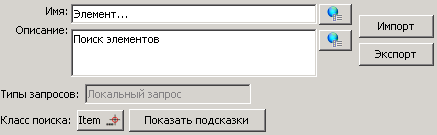 Имя: Элемент...
Импорт
Описание: Поиск элементов
Экспорт
Типы запросов: Локальный запрос
Класс поиска: Item Показать подсказки